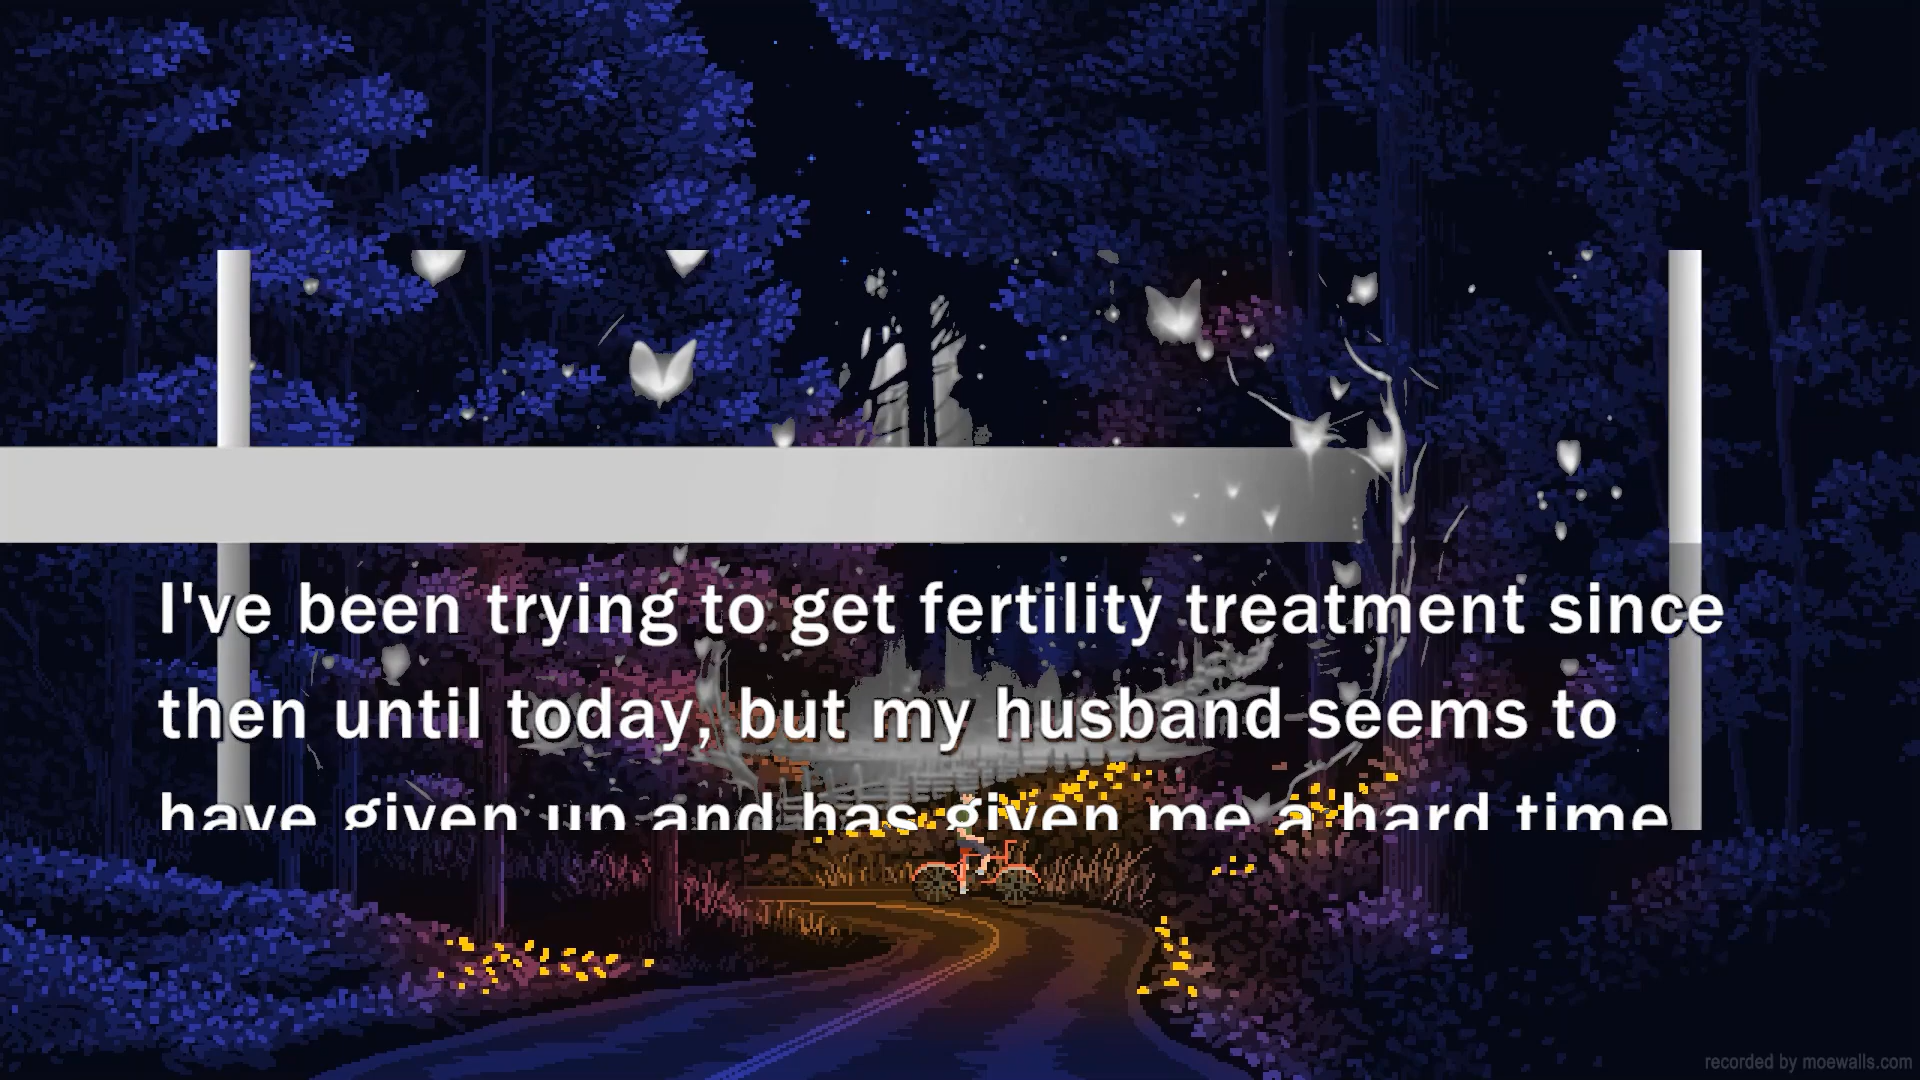 I've been trying to get fertility treatment since
then until today, but my husband seems to
have given up and has given me a hard time
recorded by moewalls.com